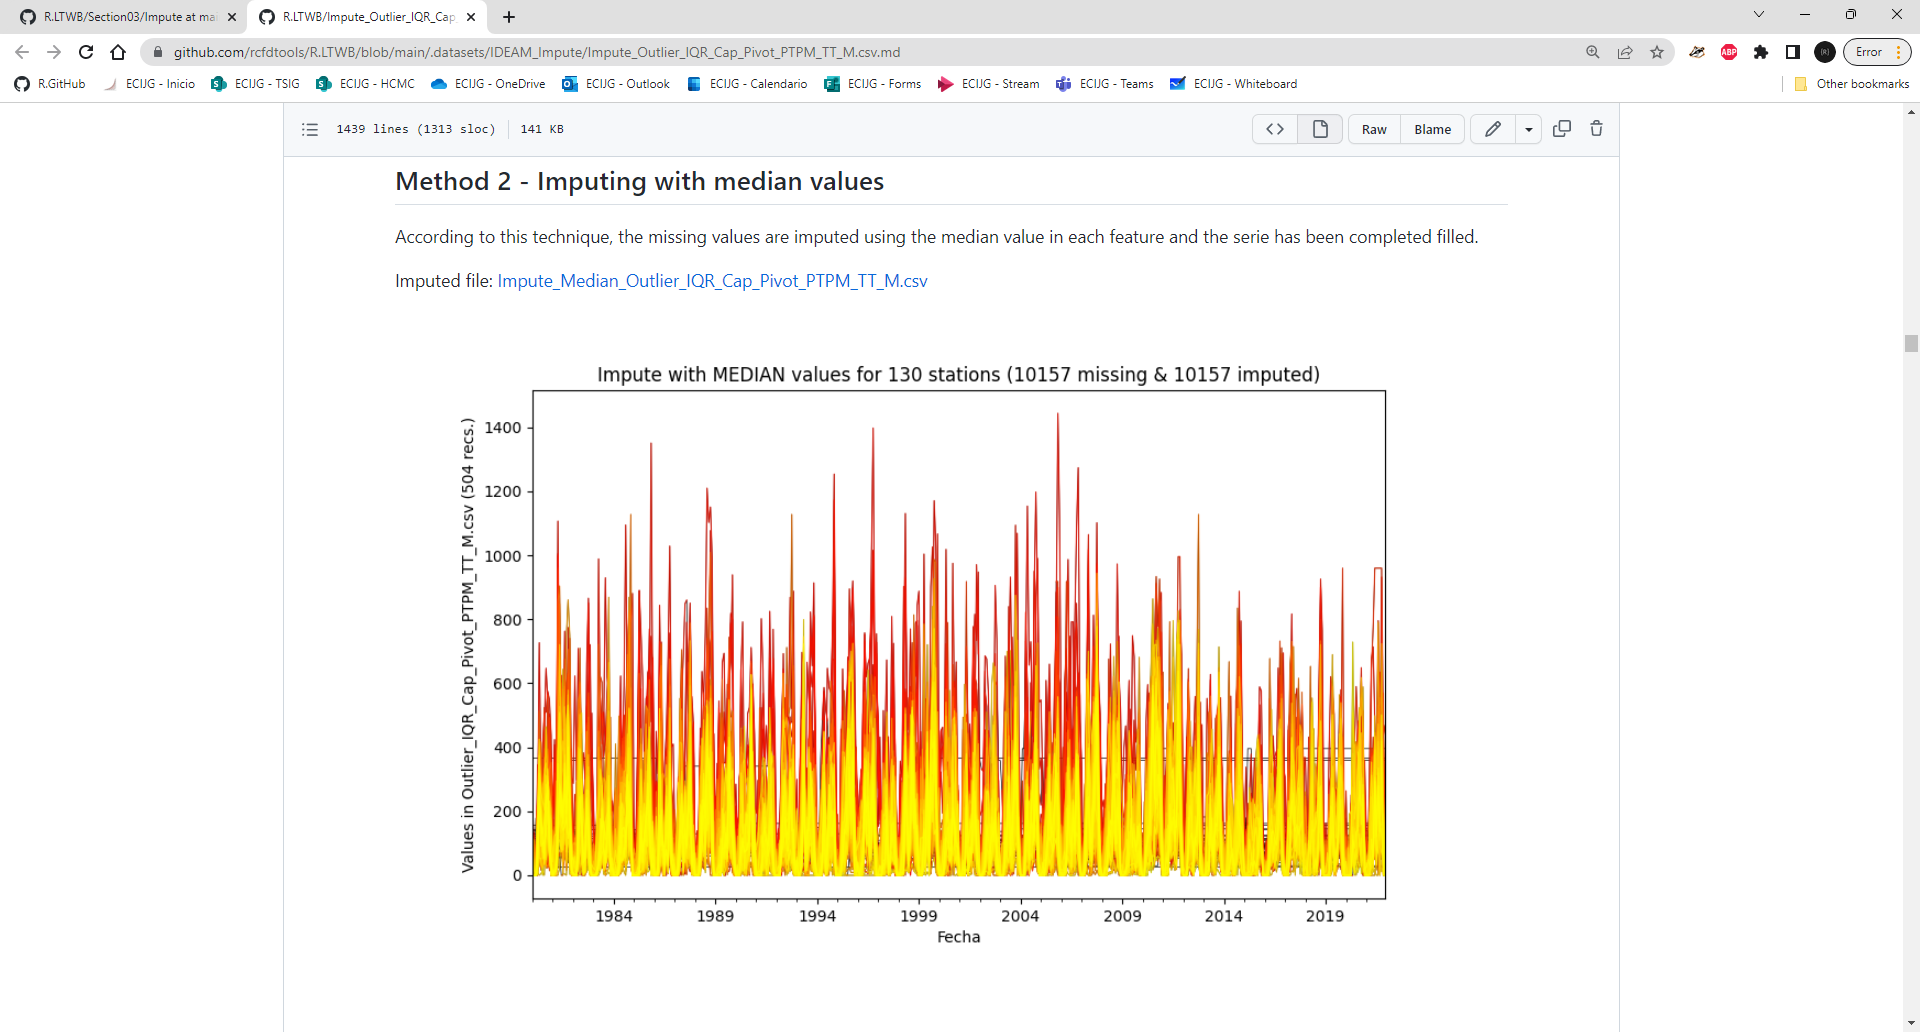 R.LTWB/Section03/Impute at ma
R.LTWB/Impute_Outlier_IQR_Cap_
github.com/rcfdtools/R.LTWB/blob/main/.datasets/IDEAM_Impute/Impute_Outlier_IQR_Cap_Pivot_PTPM_TT_M.csv.md
ABP
Error
R.GitHub
ECIJG - Inicio
ECIJG - TSIG
ECIJG - HCMC
ECIJG - OneDrive
ECIJG - Outlook
ECIJG - Calendario
ECIJG - Forms
ECIJG - Stream
ECIJG - Teams
ECIJG - Whiteboard
Other bookmarks
1439 lines (1313 sloc)
141 KB
Raw
Blame
Method 2 - Imputing with median values
According to this technique, the missing values are imputed using the median value in each feature and the serie has been completed filled.
Imputed file: Impute_Median_Outlier_IQR_Cap_Pivot_PTPM_TT_M.csv
Impute with MEDIAN values for 130 stations (10157 missing & 10157 imputed)
Values in Outlier_IQR_Cap_Pivot_PTPM_TT_M.csv (504 recs.)
1400
1200
1000
800
600
400
200
0
1984 1989 1994 1999 2004 2009 2014 2019
Fecha